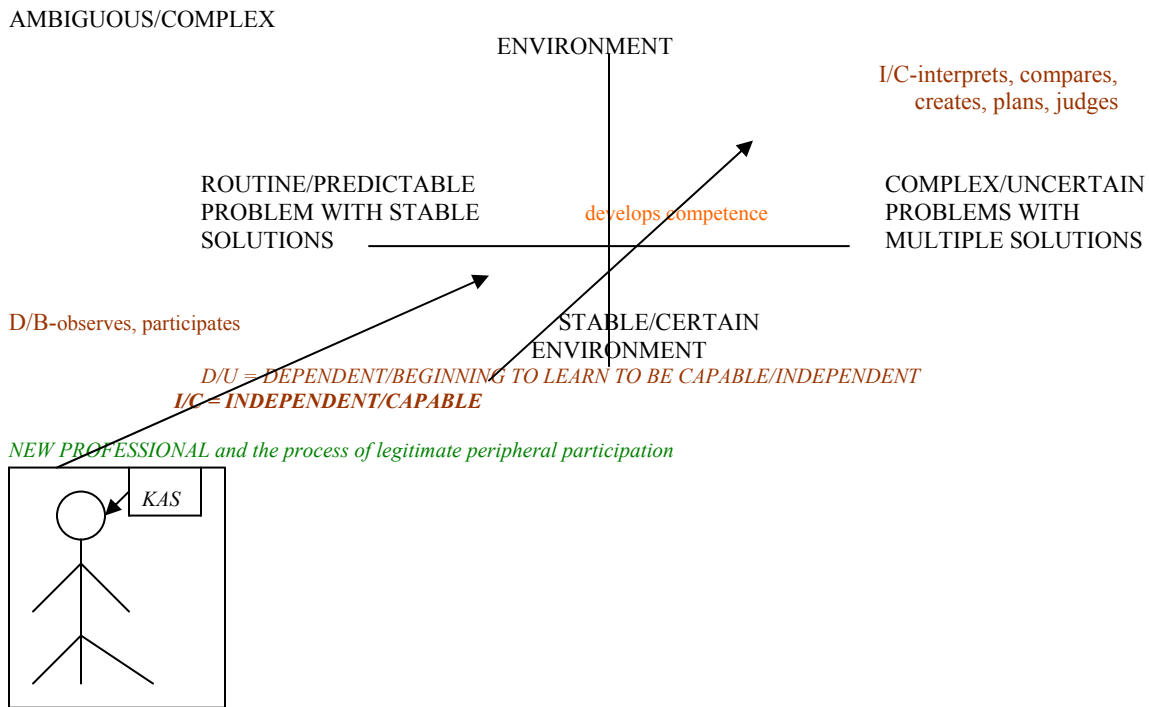 AMBIGUOUS/COMPLEX
ENVIRONMENT
I/C-interprets, compares,
creates, plans, judges
ROUTINE/PREDICTABLE
PROBLEM WITH STABLE
SOLUTIONS
develops competence
COMPLEX/UNCERTAIN
PROBLEMS WITH
MULTIPLE SOLUTIONS
D/B-observes, participates
STABLE/CERTAIN
ENVIRONMENT
D/U = DEPENDENT/BEGINNING TO LEARN TO BE CAPABLE/INDEPENDENT
I/C = INDEPENDENT/CAPABLE
NEW PROFESSIONAL and the process of legitimate peripheral participation
KAS